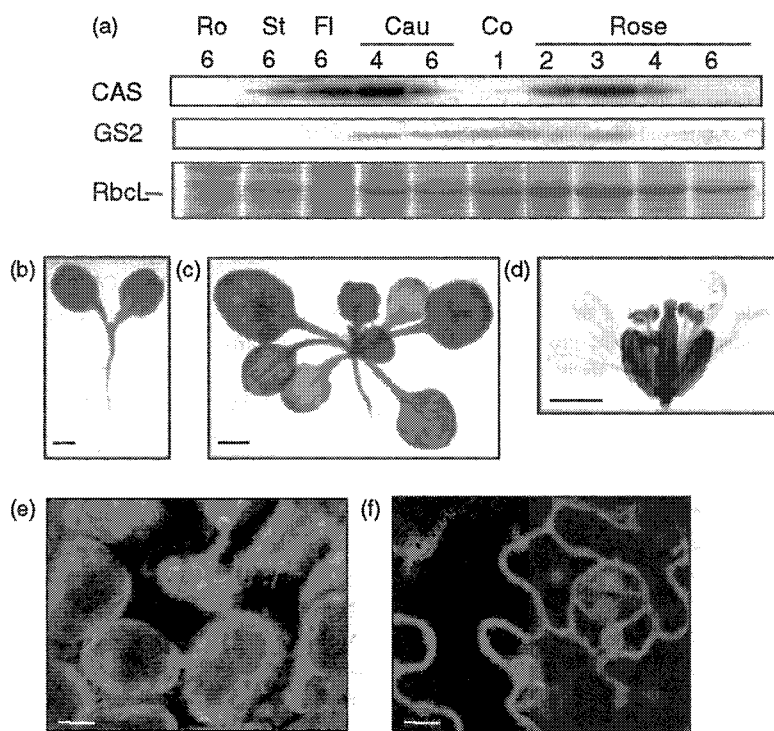 (a) Ro St Fl Cau Co Rose
6 6 6 4 6 1 2 3 4 6
CAS
GS2
RbcL
(b) (c) (d)
(e) (f)